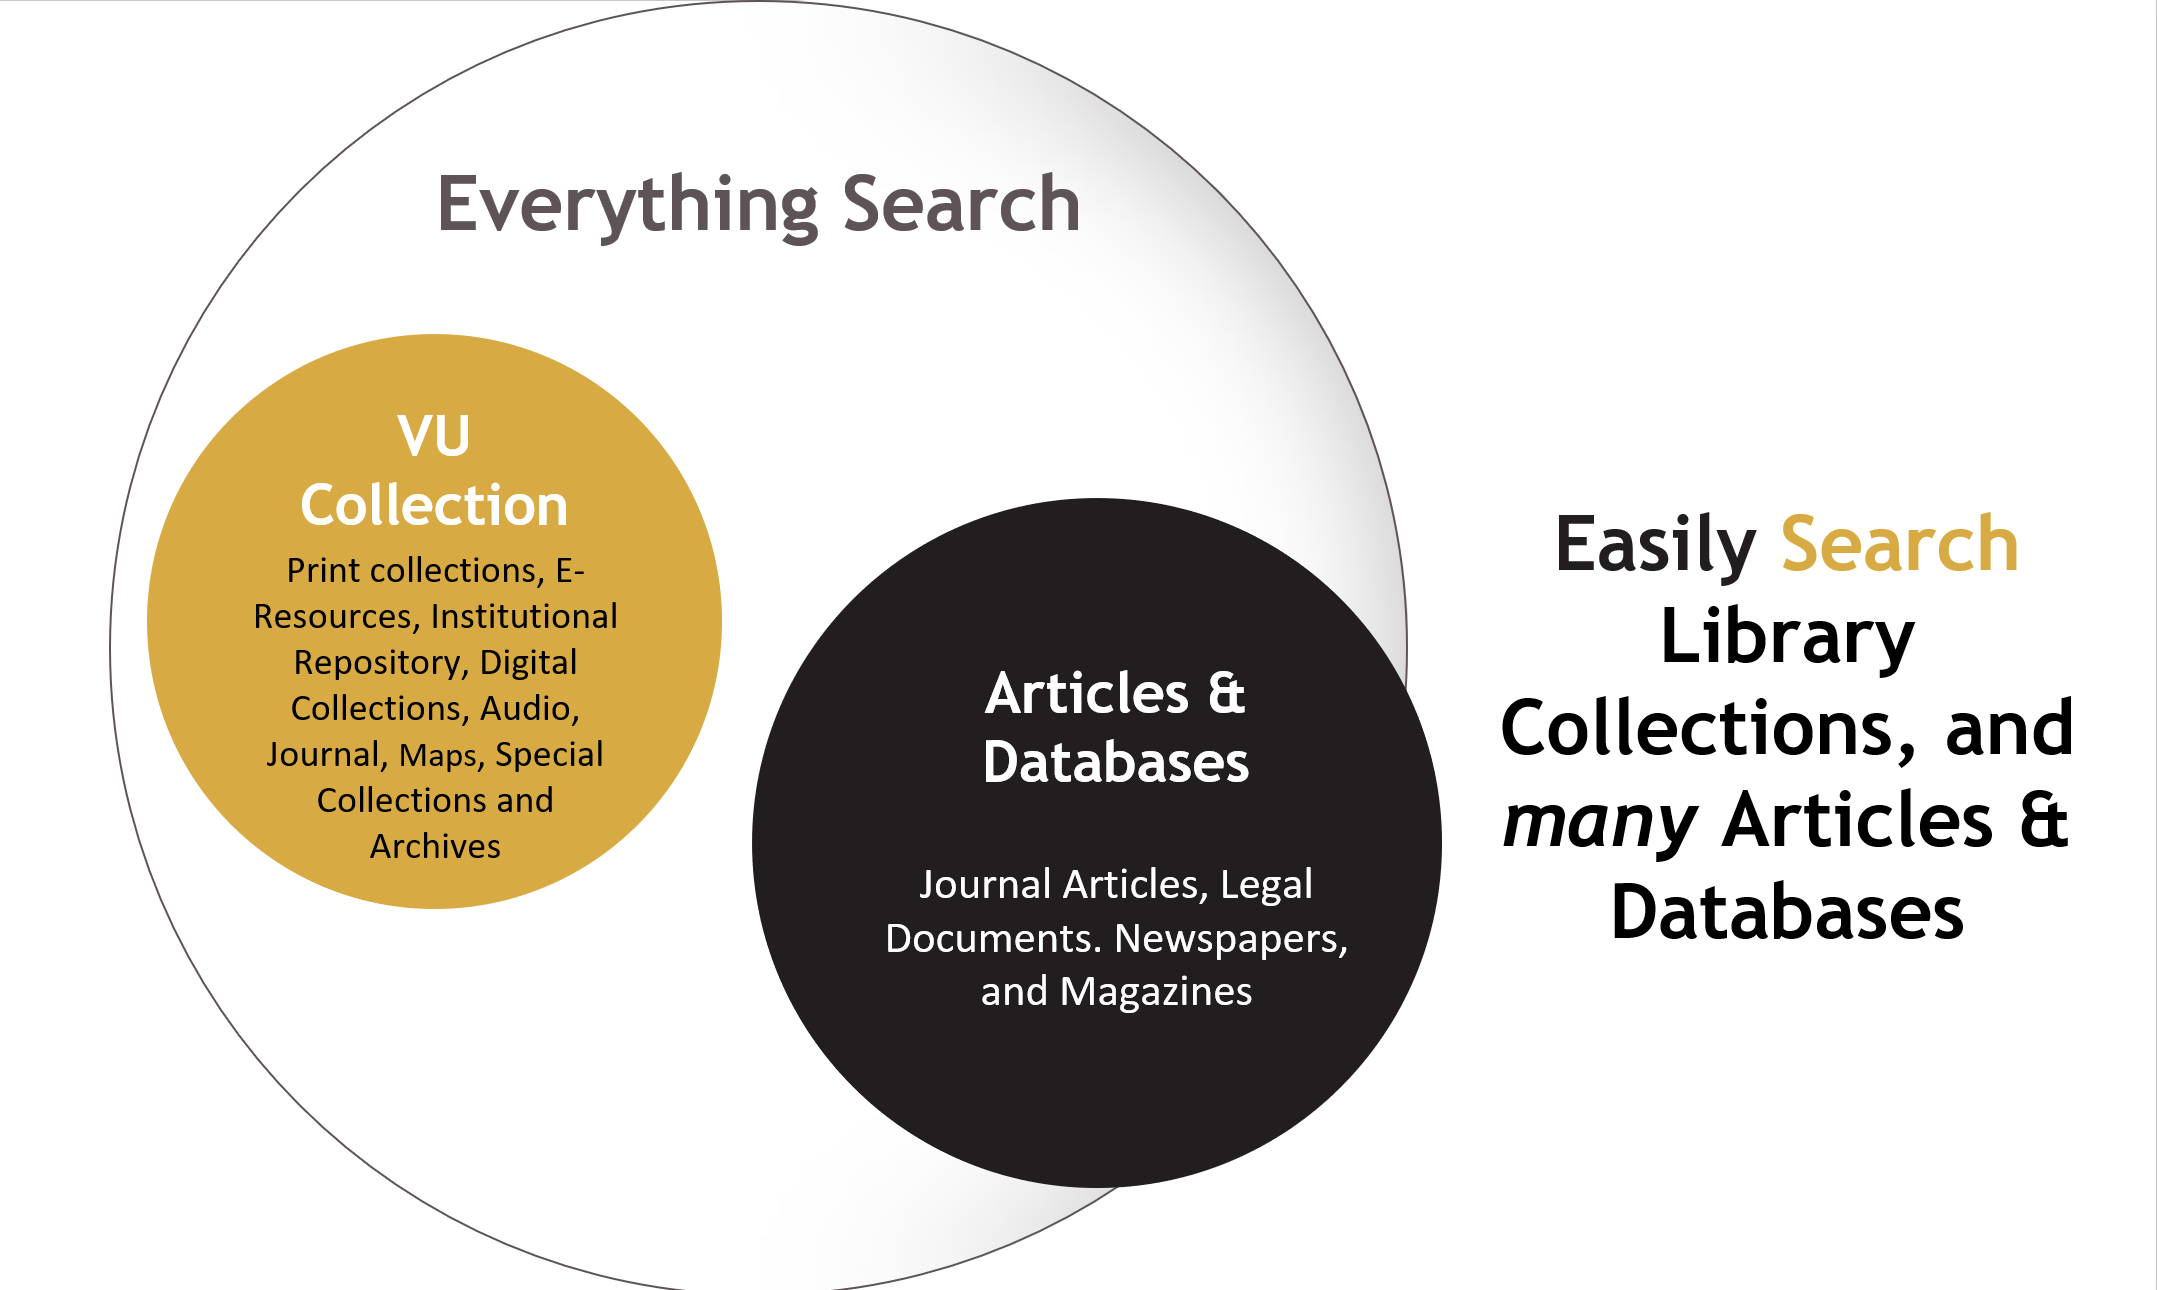 Everything Search
VU
Collection
Print collections, E-
Resources, Institutional
Repository, Digital
Collections, Audio,
Journal, Maps, Special
Collections and
Archives
Articles &
Databases
Journal Articles, Legal
Documents. Newspapers,
and Magazines
Easily Search
Library
Collections, and
many Articles &
Databases